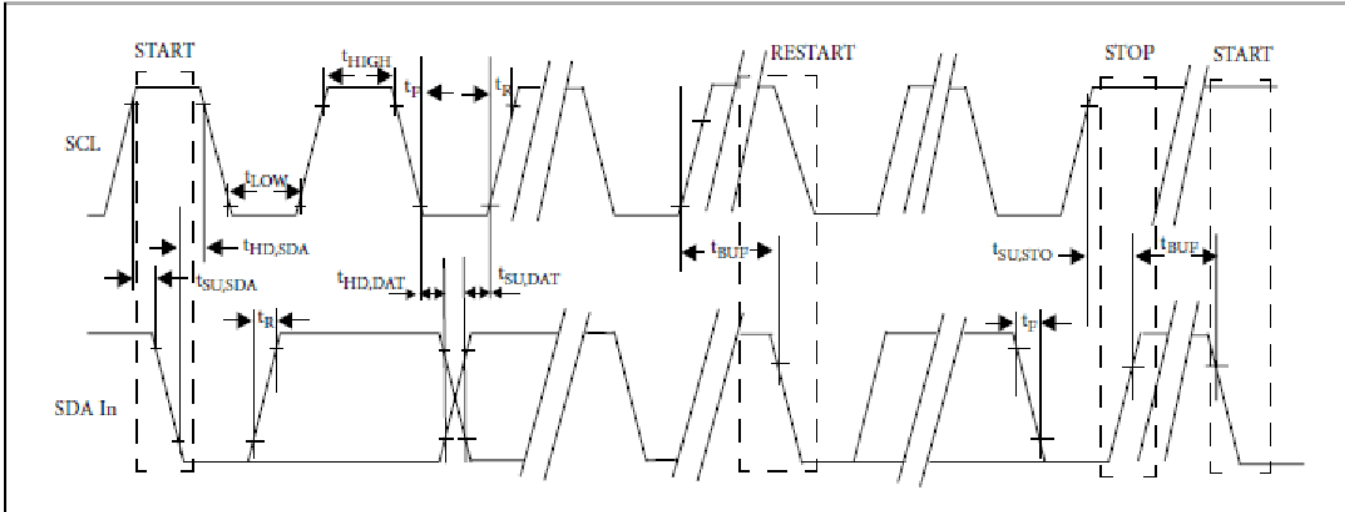 START RESTART STOP START
tHIGH
tF tR
SCL
tLOW
tHD,SDA tBUF tSU,STO tBUF
tSU,SDA tHD,DAT tSU,DAT
tR tF
SDA In